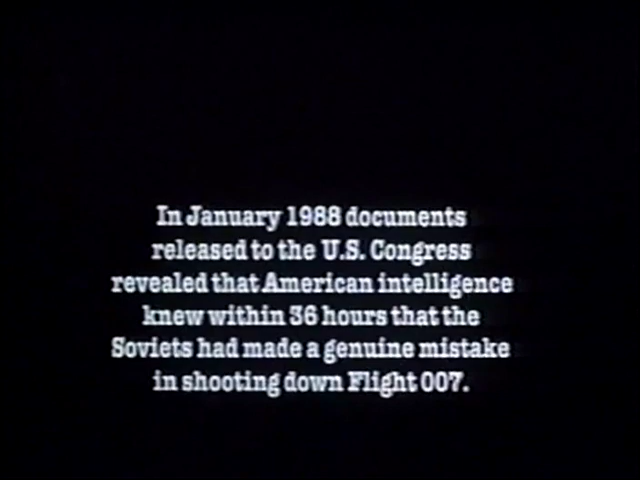 In January 1988 documents
released to the U.S. Congress
revealed that American intelligence
knew within 36 hours that the
Soviets had made a genuine mistake
in shooting down Flight 007.